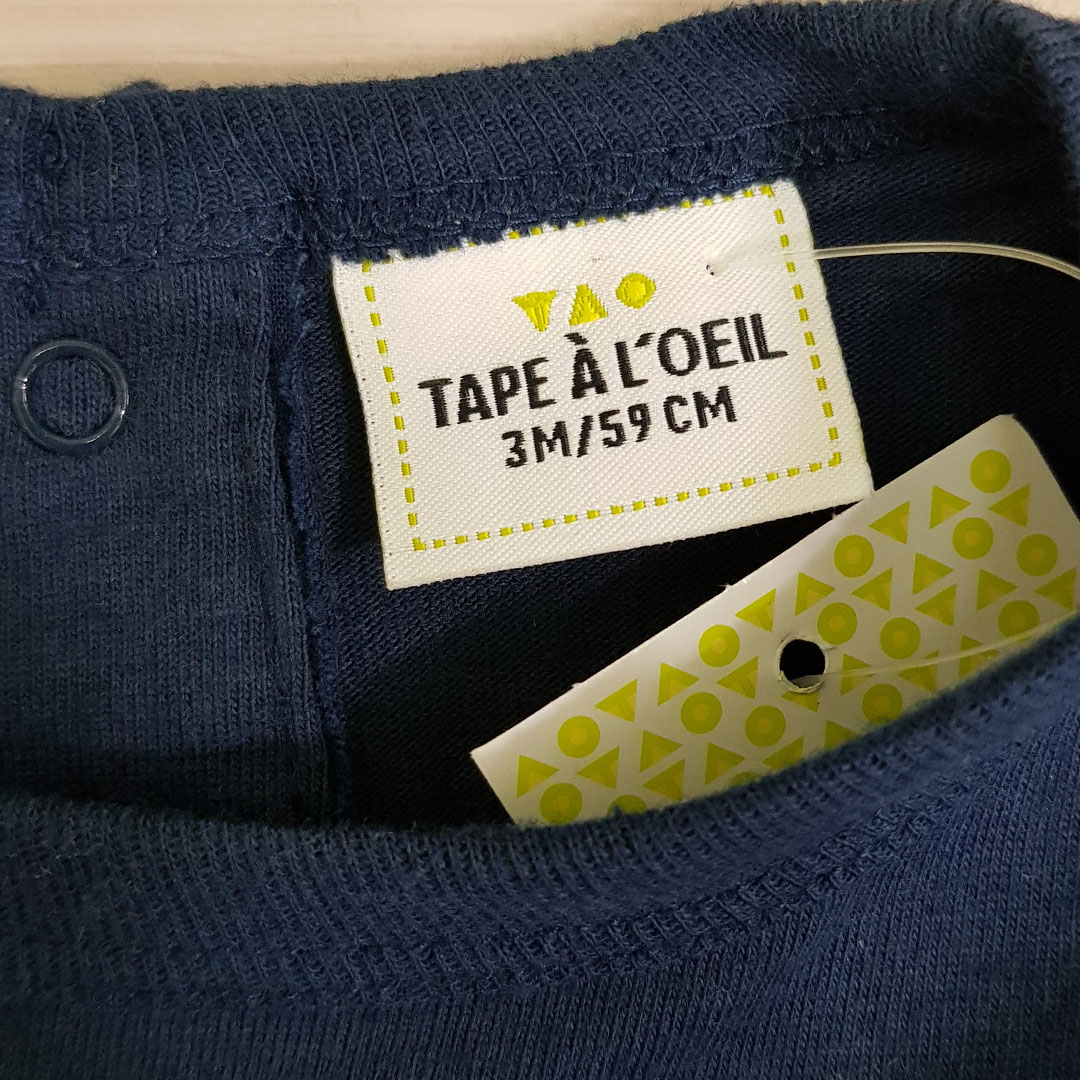 TAPE À L'OEIL
3M/59 CM